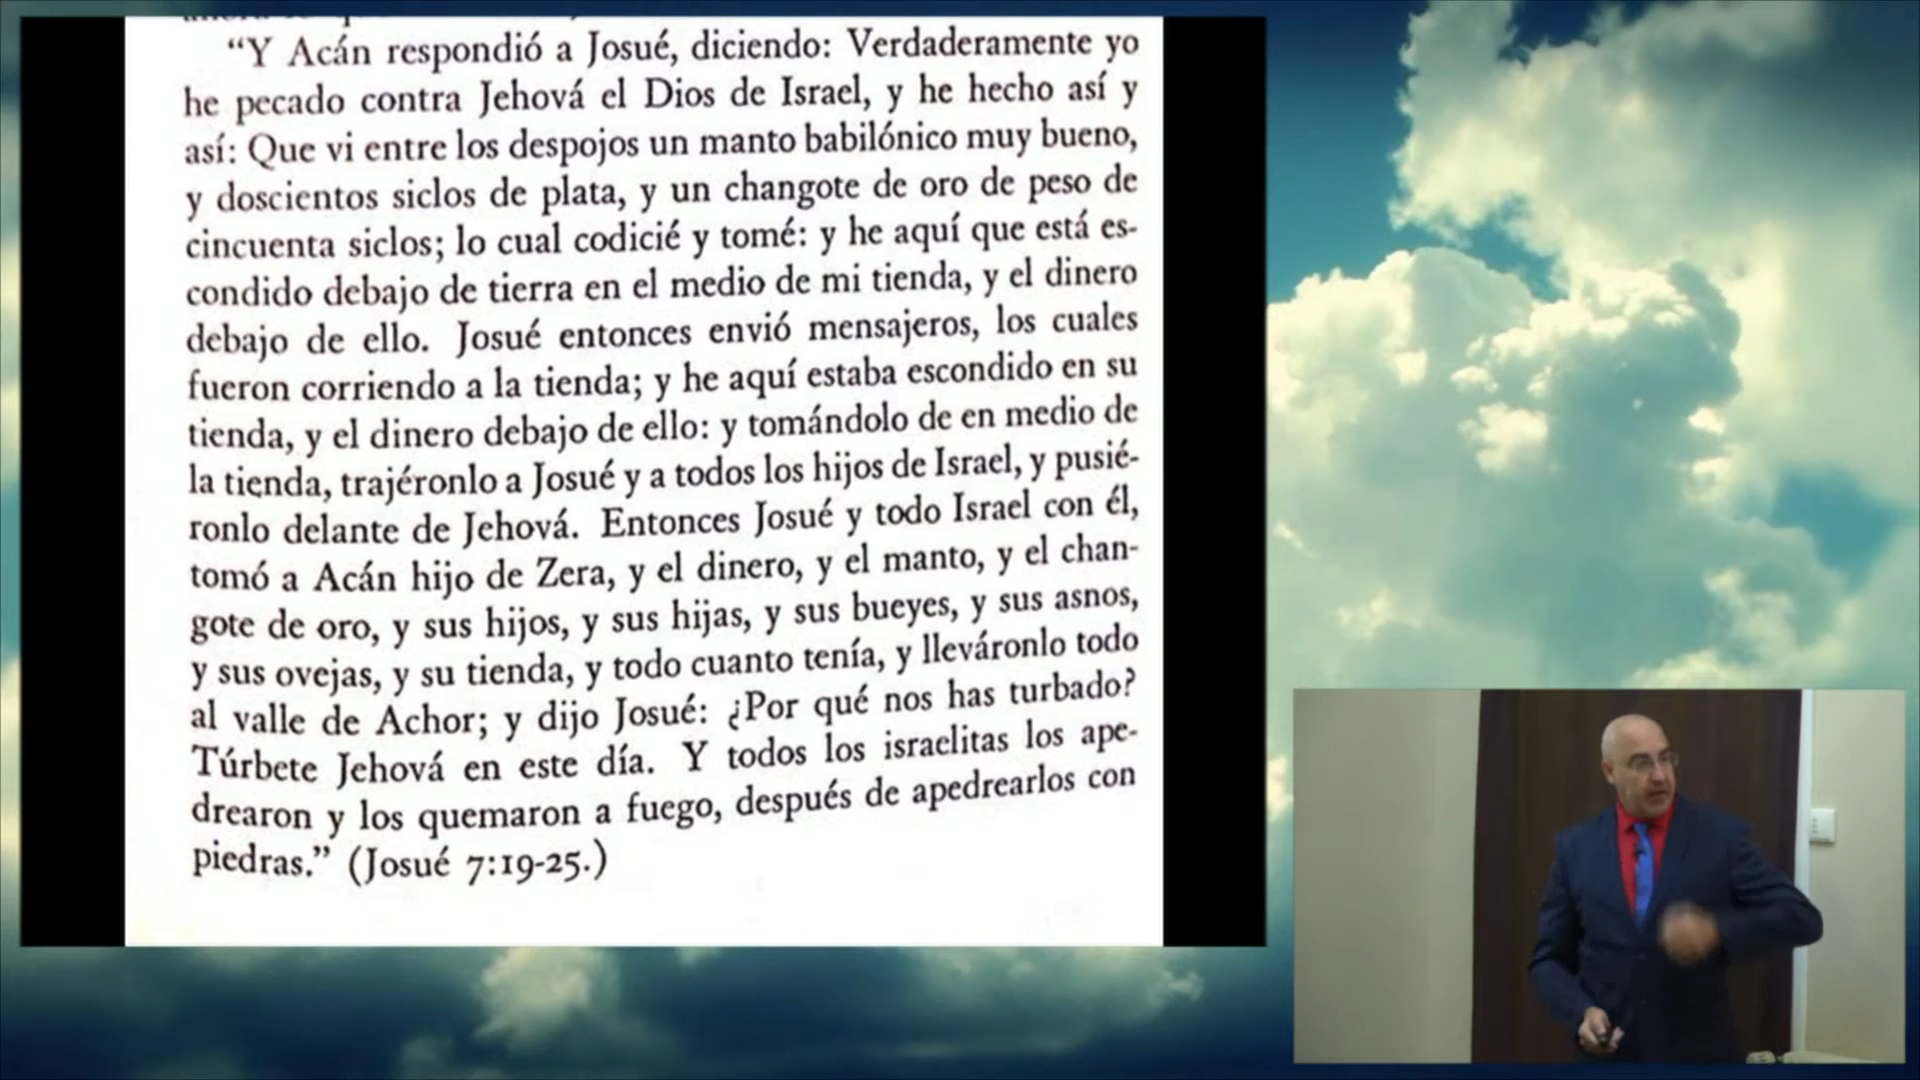 “Y Acán respondió a Josué, diciendo: Verdaderamente yo
he pecado contra Jehová el Dios de Israel, y he hecho así y
así: Que vi entre los despojos un manto babilónico muy bueno,
y doscientos siclos de plata, y un changote de oro de peso de
cincuenta siclos; lo cual codicié y tomé: y he aquí que está es-
condido debajo de tierra en el medio de mi tienda, y el dinero
debajo de ello. Josué entonces envió mensajeros, los cuales
fueron corriendo a la tienda; y he aquí estaba escondido en su
tienda, y el dinero debajo de ello: y tomándolo de en medio de
la tienda, trajéronlo a Josué y a todos los hijos de Israel, y pusié-
ronlo delante de Jehová. Entonces Josué y todo Israel con él,
tomó a Acán hijo de Zera, y el dinero, y el manto, y el chan-
gote de oro, y sus hijos, y sus hijas, y sus bueyes, y sus asnos,
y sus ovejas, y su tienda, y todo cuanto tenía, y lleváronlo todo
al valle de Achor; y dijo Josué: ¿Por qué nos has turbado?
Túrbete Jehová en este día. Y todos los israelitas los ape-
drearon y los quemaron a fuego, después de apedrearlos con
piedras.” (Josué 7:19-25.)